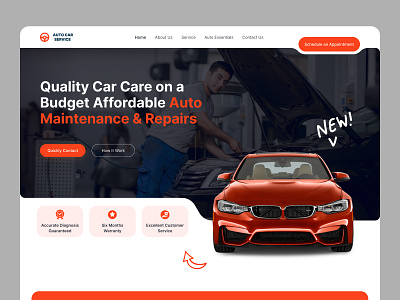 AUTO CAR
SERVICE
Home About Us Service Auto Essentials Contact Us
Schedule an Appointment
Quality Car Care on a
Budget Affordable Auto
Maintenance & Repairs
Quickly Contact
How It Work
NEW!
Accurate Diagnosis
Guaranteed
Six Months
Warranty
Excellent Customer
Service